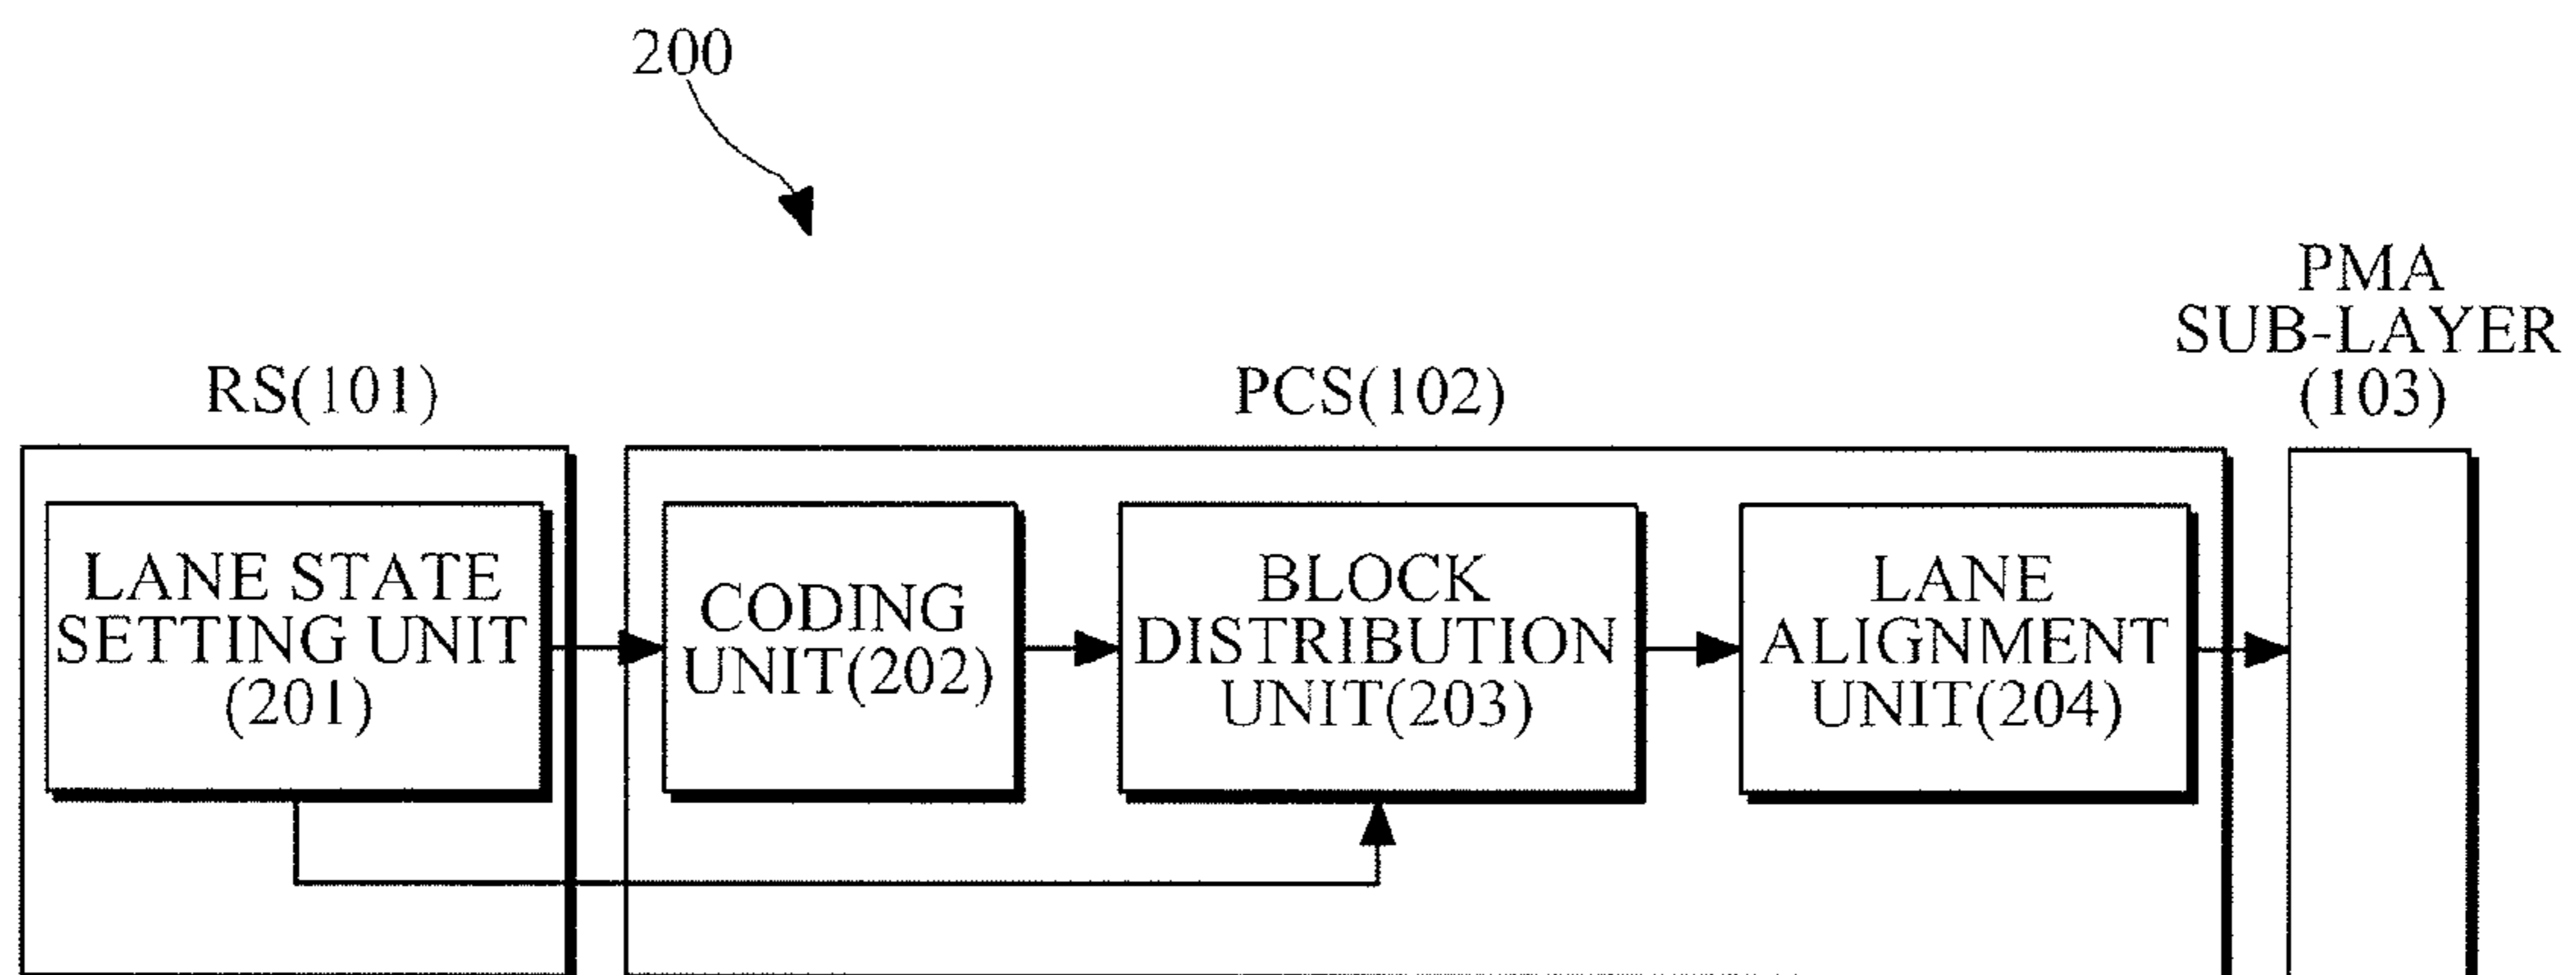 200
RS(101)
PCS(102)
PMA
SUB-LAYER
(103)
LANE STATE
SETTING UNIT
(201)
CODING
UNIT(202)
BLOCK
DISTRIBUTION
UNIT(203)
LANE
ALIGNMENT
UNIT(204)